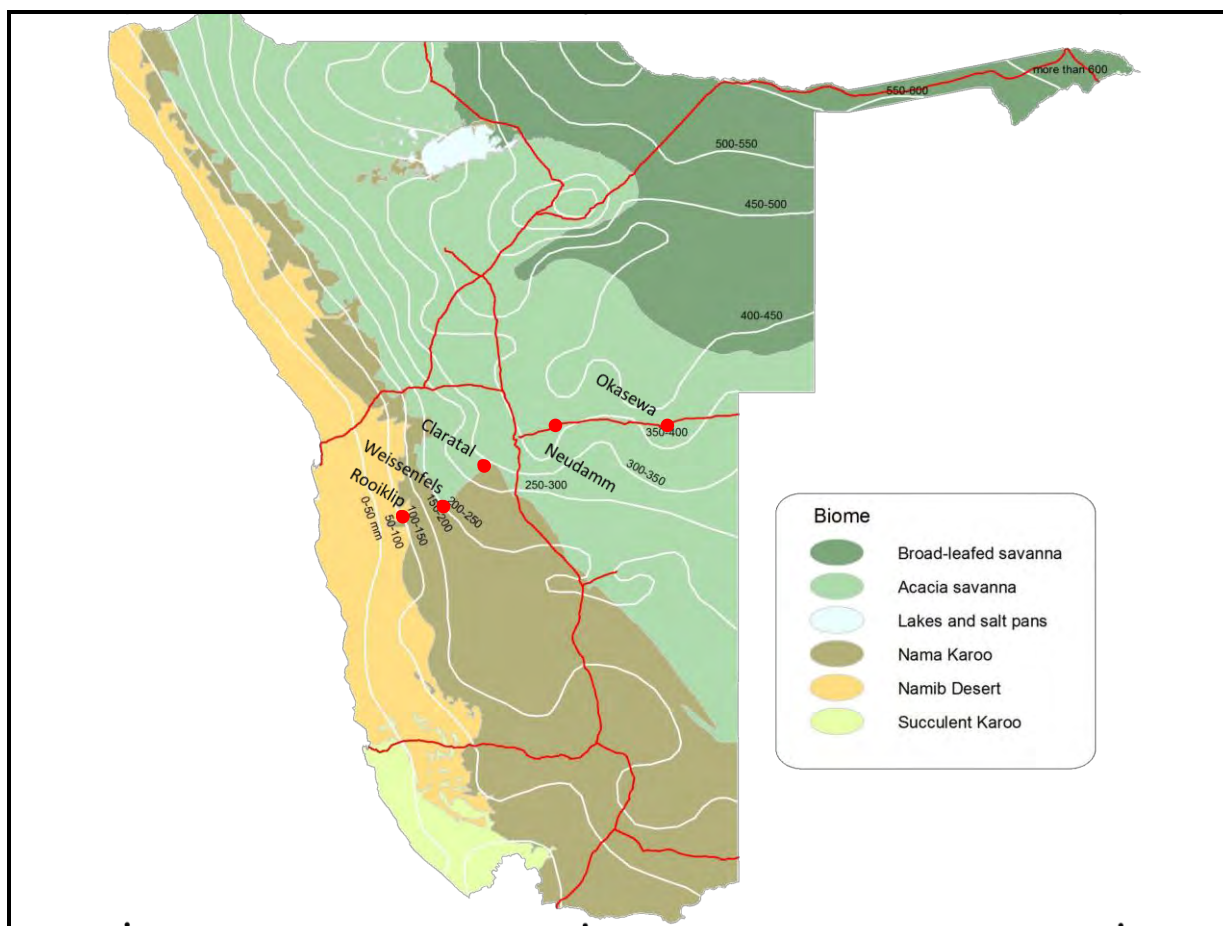 more than 600
550-600
500-550
450-500
400-450
Okasewa
350-400
Claratal
Neudamm
300-350
Weissenfels
250-300
Rooiklip
200-250
150-200
100-150
50-100
0-50 mm
Biome
Broad-leafed savanna
Acacia savanna
Lakes and salt pans
Nama Karoo
Namib Desert
Succulent Karoo